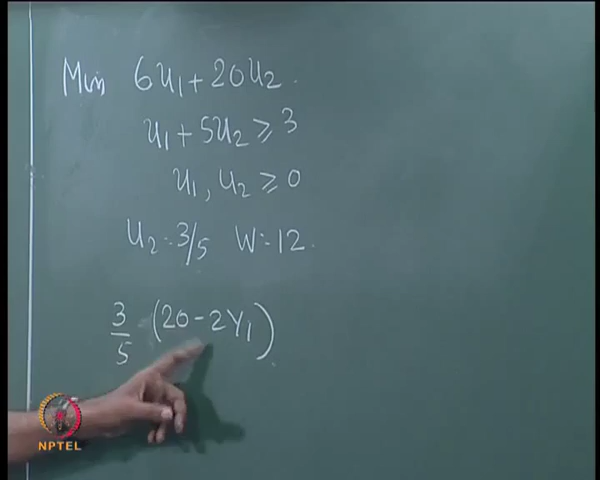 Min 6u₁ + 20u₂.
u₁ + 5u₂ ≥ 3
u₁, u₂ ≥ 0
u₂ = 3/5 W = 12.
3/5 (20 - 2Y₁)
NPTEL